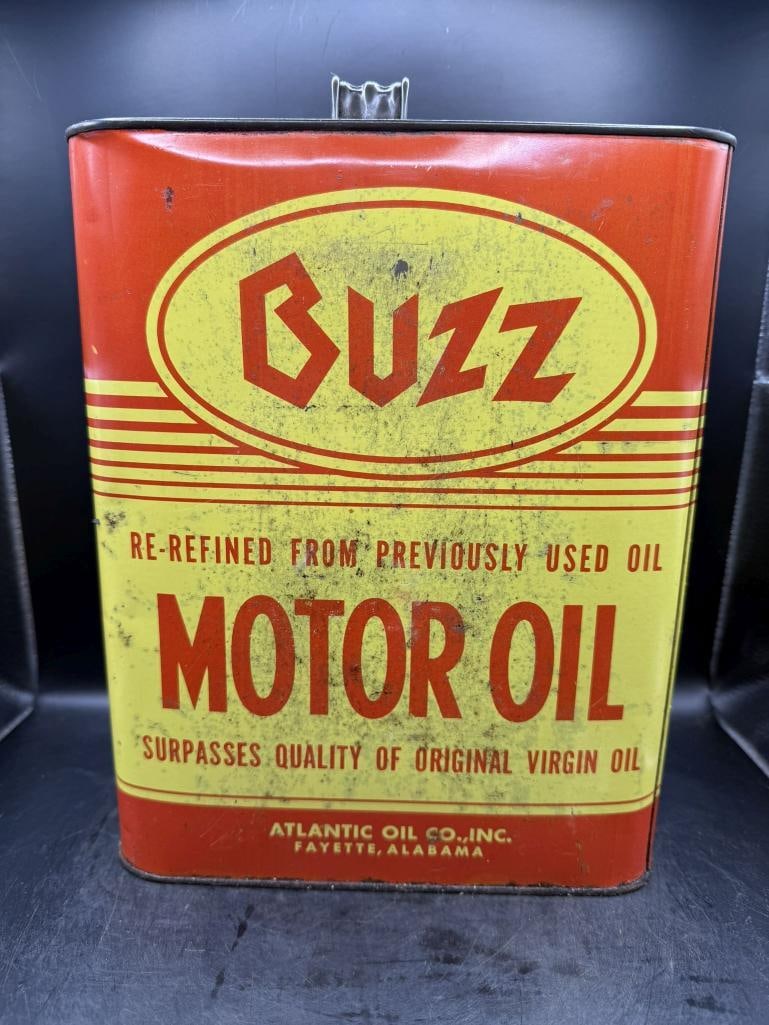 BUZZ
RE-REFINED FROM PREVIOUSLY USED OIL
MOTOR OIL
SURPASSES QUALITY OF ORIGINAL VIRGIN OIL
ATLANTIC OIL CO., INC.
FAYETTE, ALABAMA